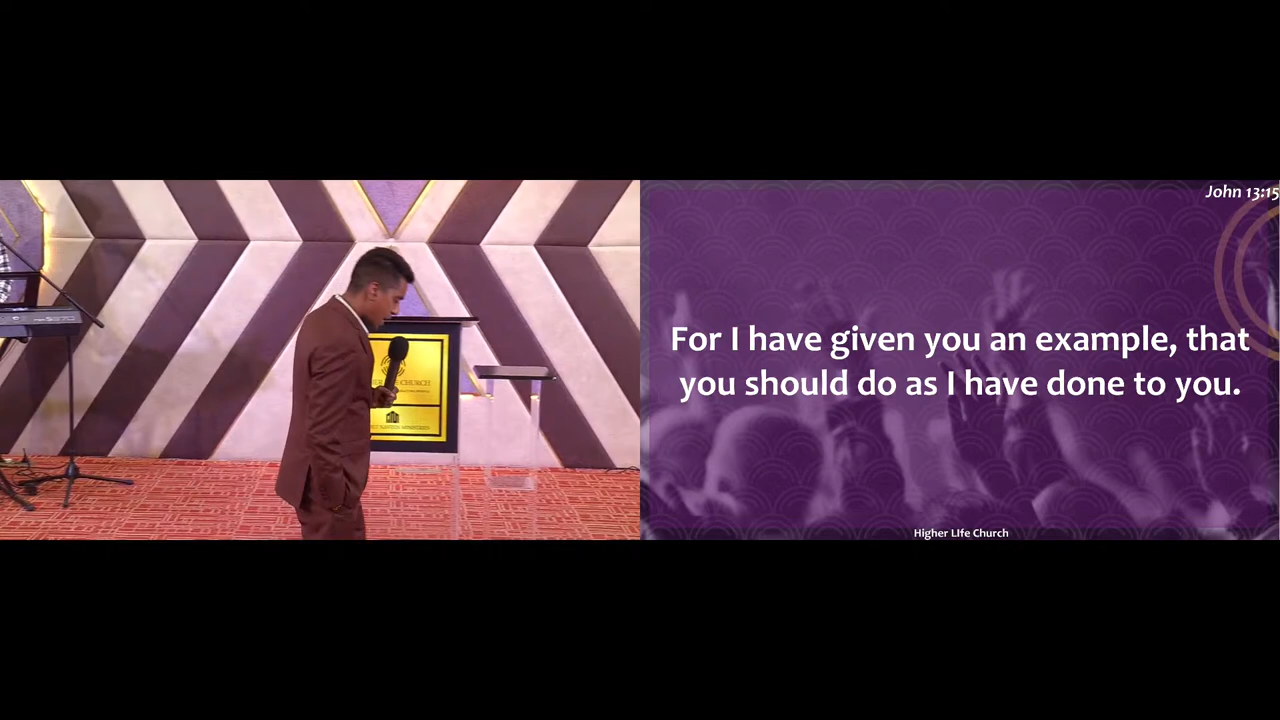 John 13:15
For I have given you an example, that
you should do as I have done to you.
Higher LIfe Church
CHURCH